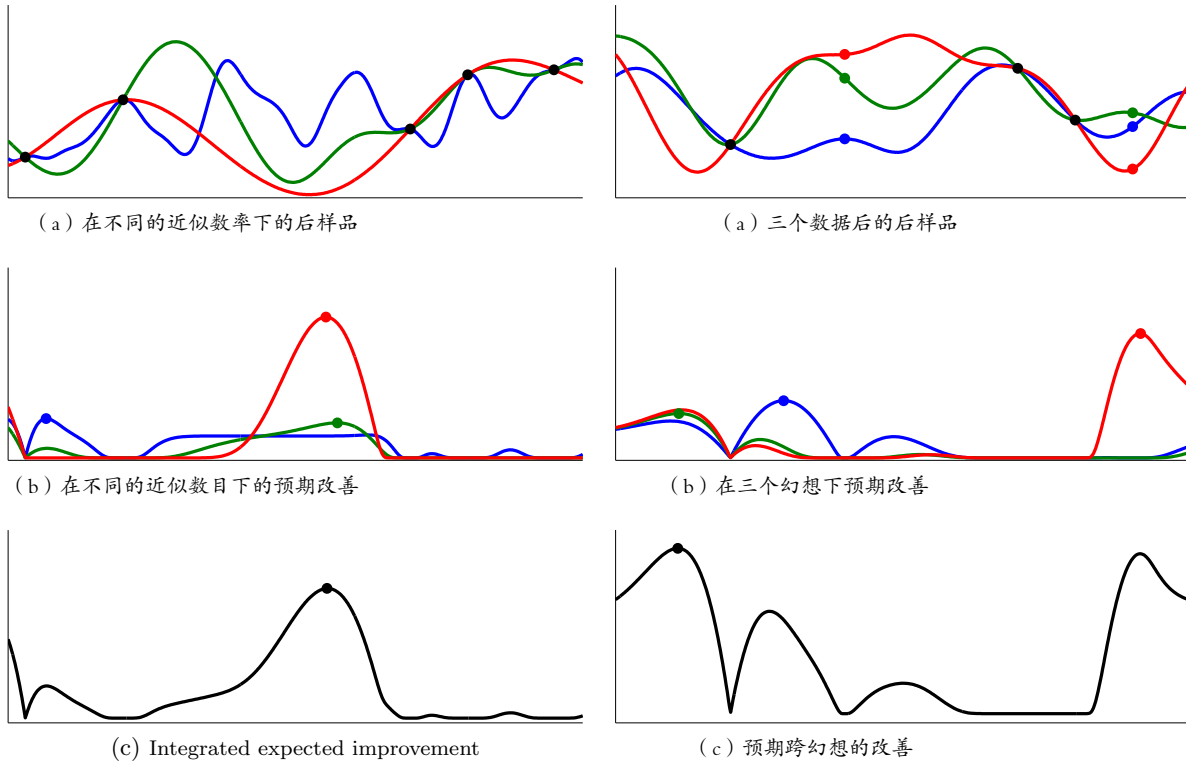 （a）在不同的近似数率下的后样品
（a）三个数据后的后样品
（b）在不同的近似数目下的预期改善
（b）在三个幻想下预期改善
(c) Integrated expected improvement
（c）预期跨幻想的改善